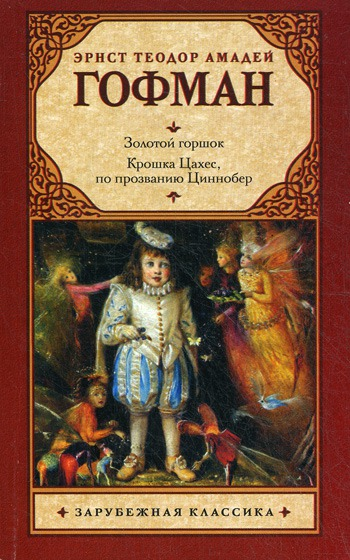 ЭРНСТ ТЕОДОР АМАДЕЙ
ГОФМАН
Золотой горшок
Крошка Цахес,
по прозванию Циннобер
ЗАРУБЕЖНАЯ КЛАССИКА